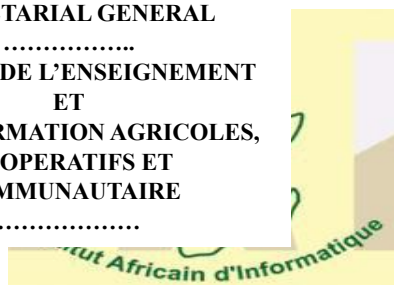 TARIAL GENERAL
………………..
DE L’ENSEIGNEMENT
ET
RMATION AGRICOLES,
OPERATIFS ET
MMUNAUTAIRE
………………
tut Africain d'Informatique